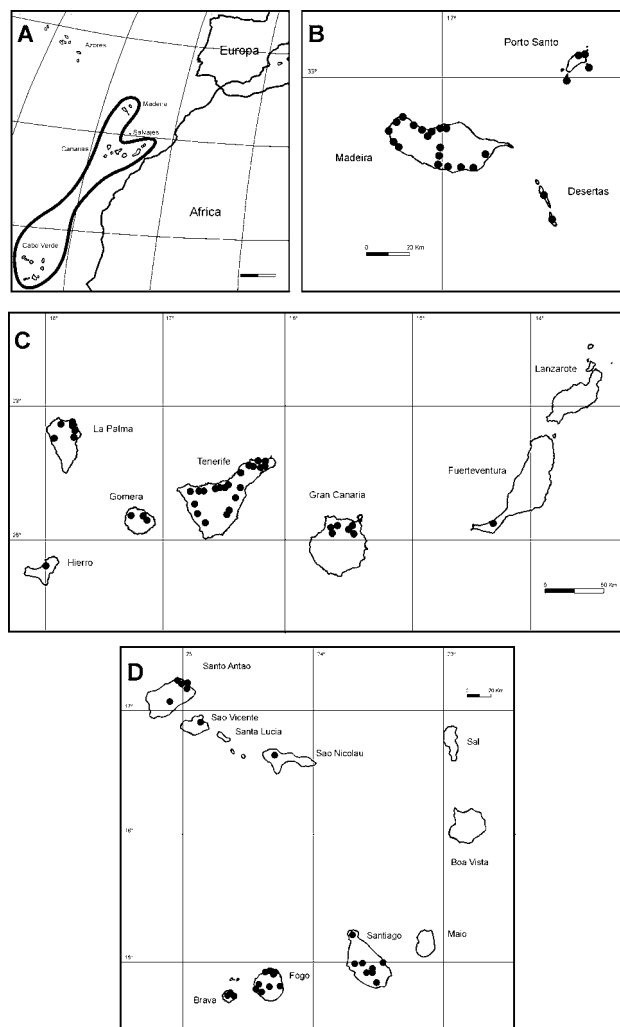 A
Azores
Europa
Madeira
Salvajes
Canarias
Africa
Cabo Verde
B
17°
Porto Santo
33°
Madeira
Desertas
0 20 Km
C
18° 17° 16° 15° 14°
Lanzarote
29°
La Palma
Tenerife
Fuerteventura
Gomera
Gran Canaria
28°
Hierro
0 50 Km
D
25 24 23°
Santo Antao
0 20 Km
17°
Sao Vicente
Santa Lucia
Sal
Sao Nicolau
16°
Boa Vista
Santiago
Maio
15°
Fogo
Brava